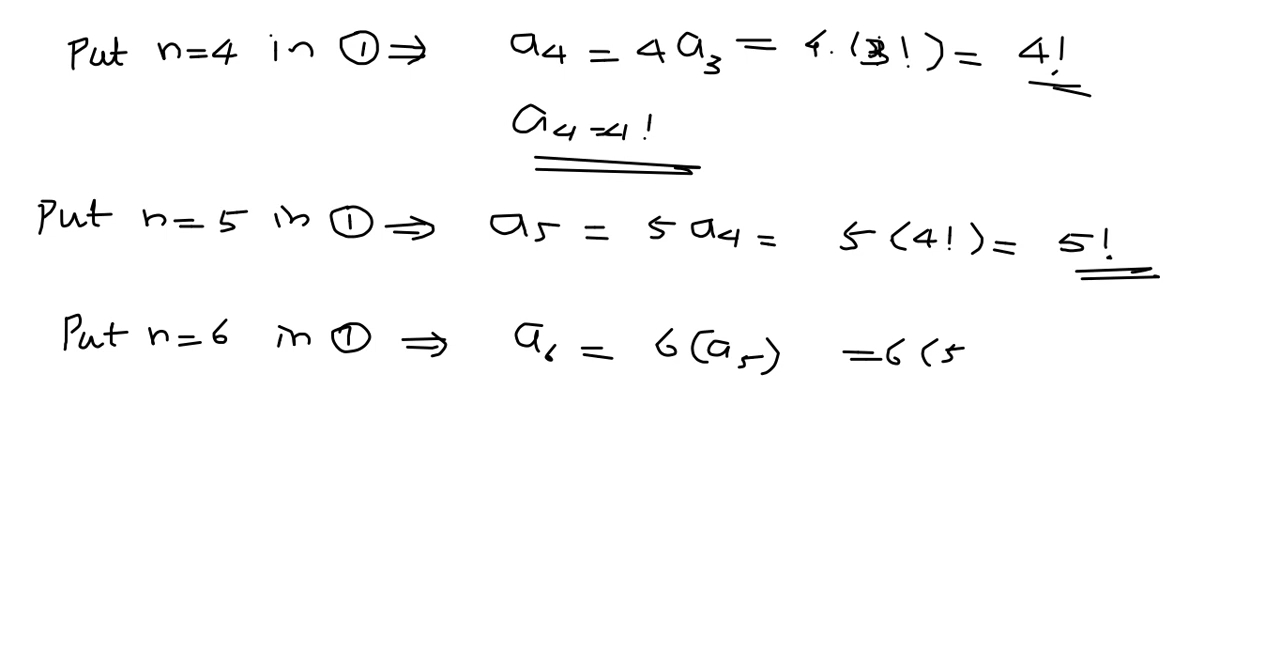 Put n=4 in ① ⇒ a₄ = 4a₃ = 4.(3!) = 4!
a₄=4!
Put n=5 in ① ⇒ a₅ = 5a₄ = 5(4!) = 5!
Put n=6 in ① ⇒ a₆ = 6(a₅) =6(5